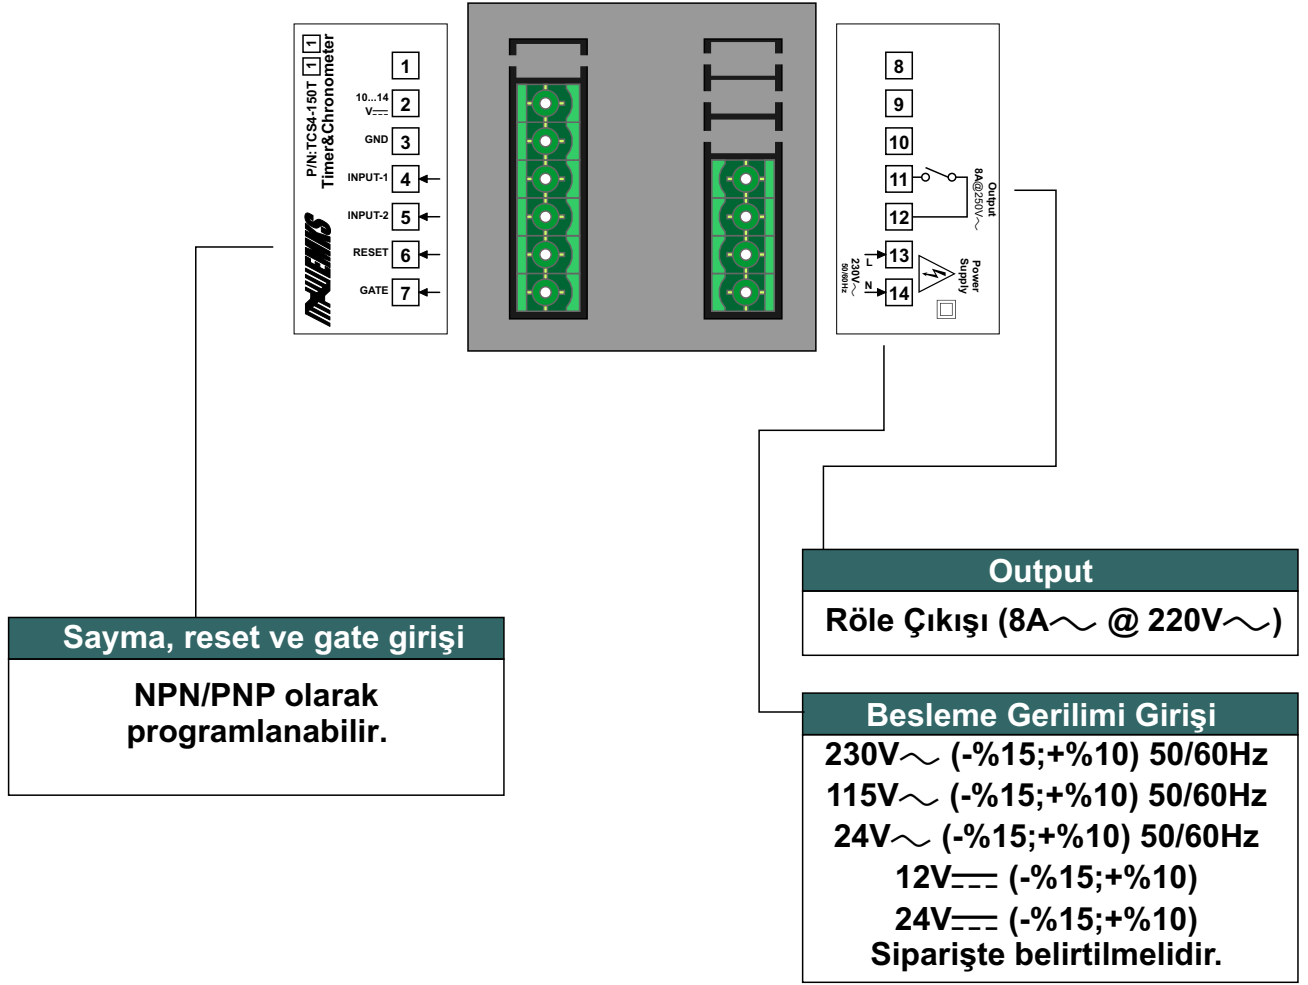 P/N:TCS4-150T 1 1 1
Timer&Chronometer
1
10...14
V
2
GND 3
INPUT-1 4
INPUT-2 5
RESET 6
GATE 7
8
9
10
11
12
13
14
Output
8A@250V
L
N
230V
50/60Hz
Power
Supply
Sayma, reset ve gate girişi
NPN/PNP olarak
programlanabilir.
Output
Röle Çıkışı (8A @ 220V)
Besleme Gerilimi Girişi
230V (-%15;+%10) 50/60Hz
115V (-%15;+%10) 50/60Hz
24V (-%15;+%10) 50/60Hz
12V (-%15;+%10)
24V (-%15;+%10)
Siparişte belirtilmelidir.